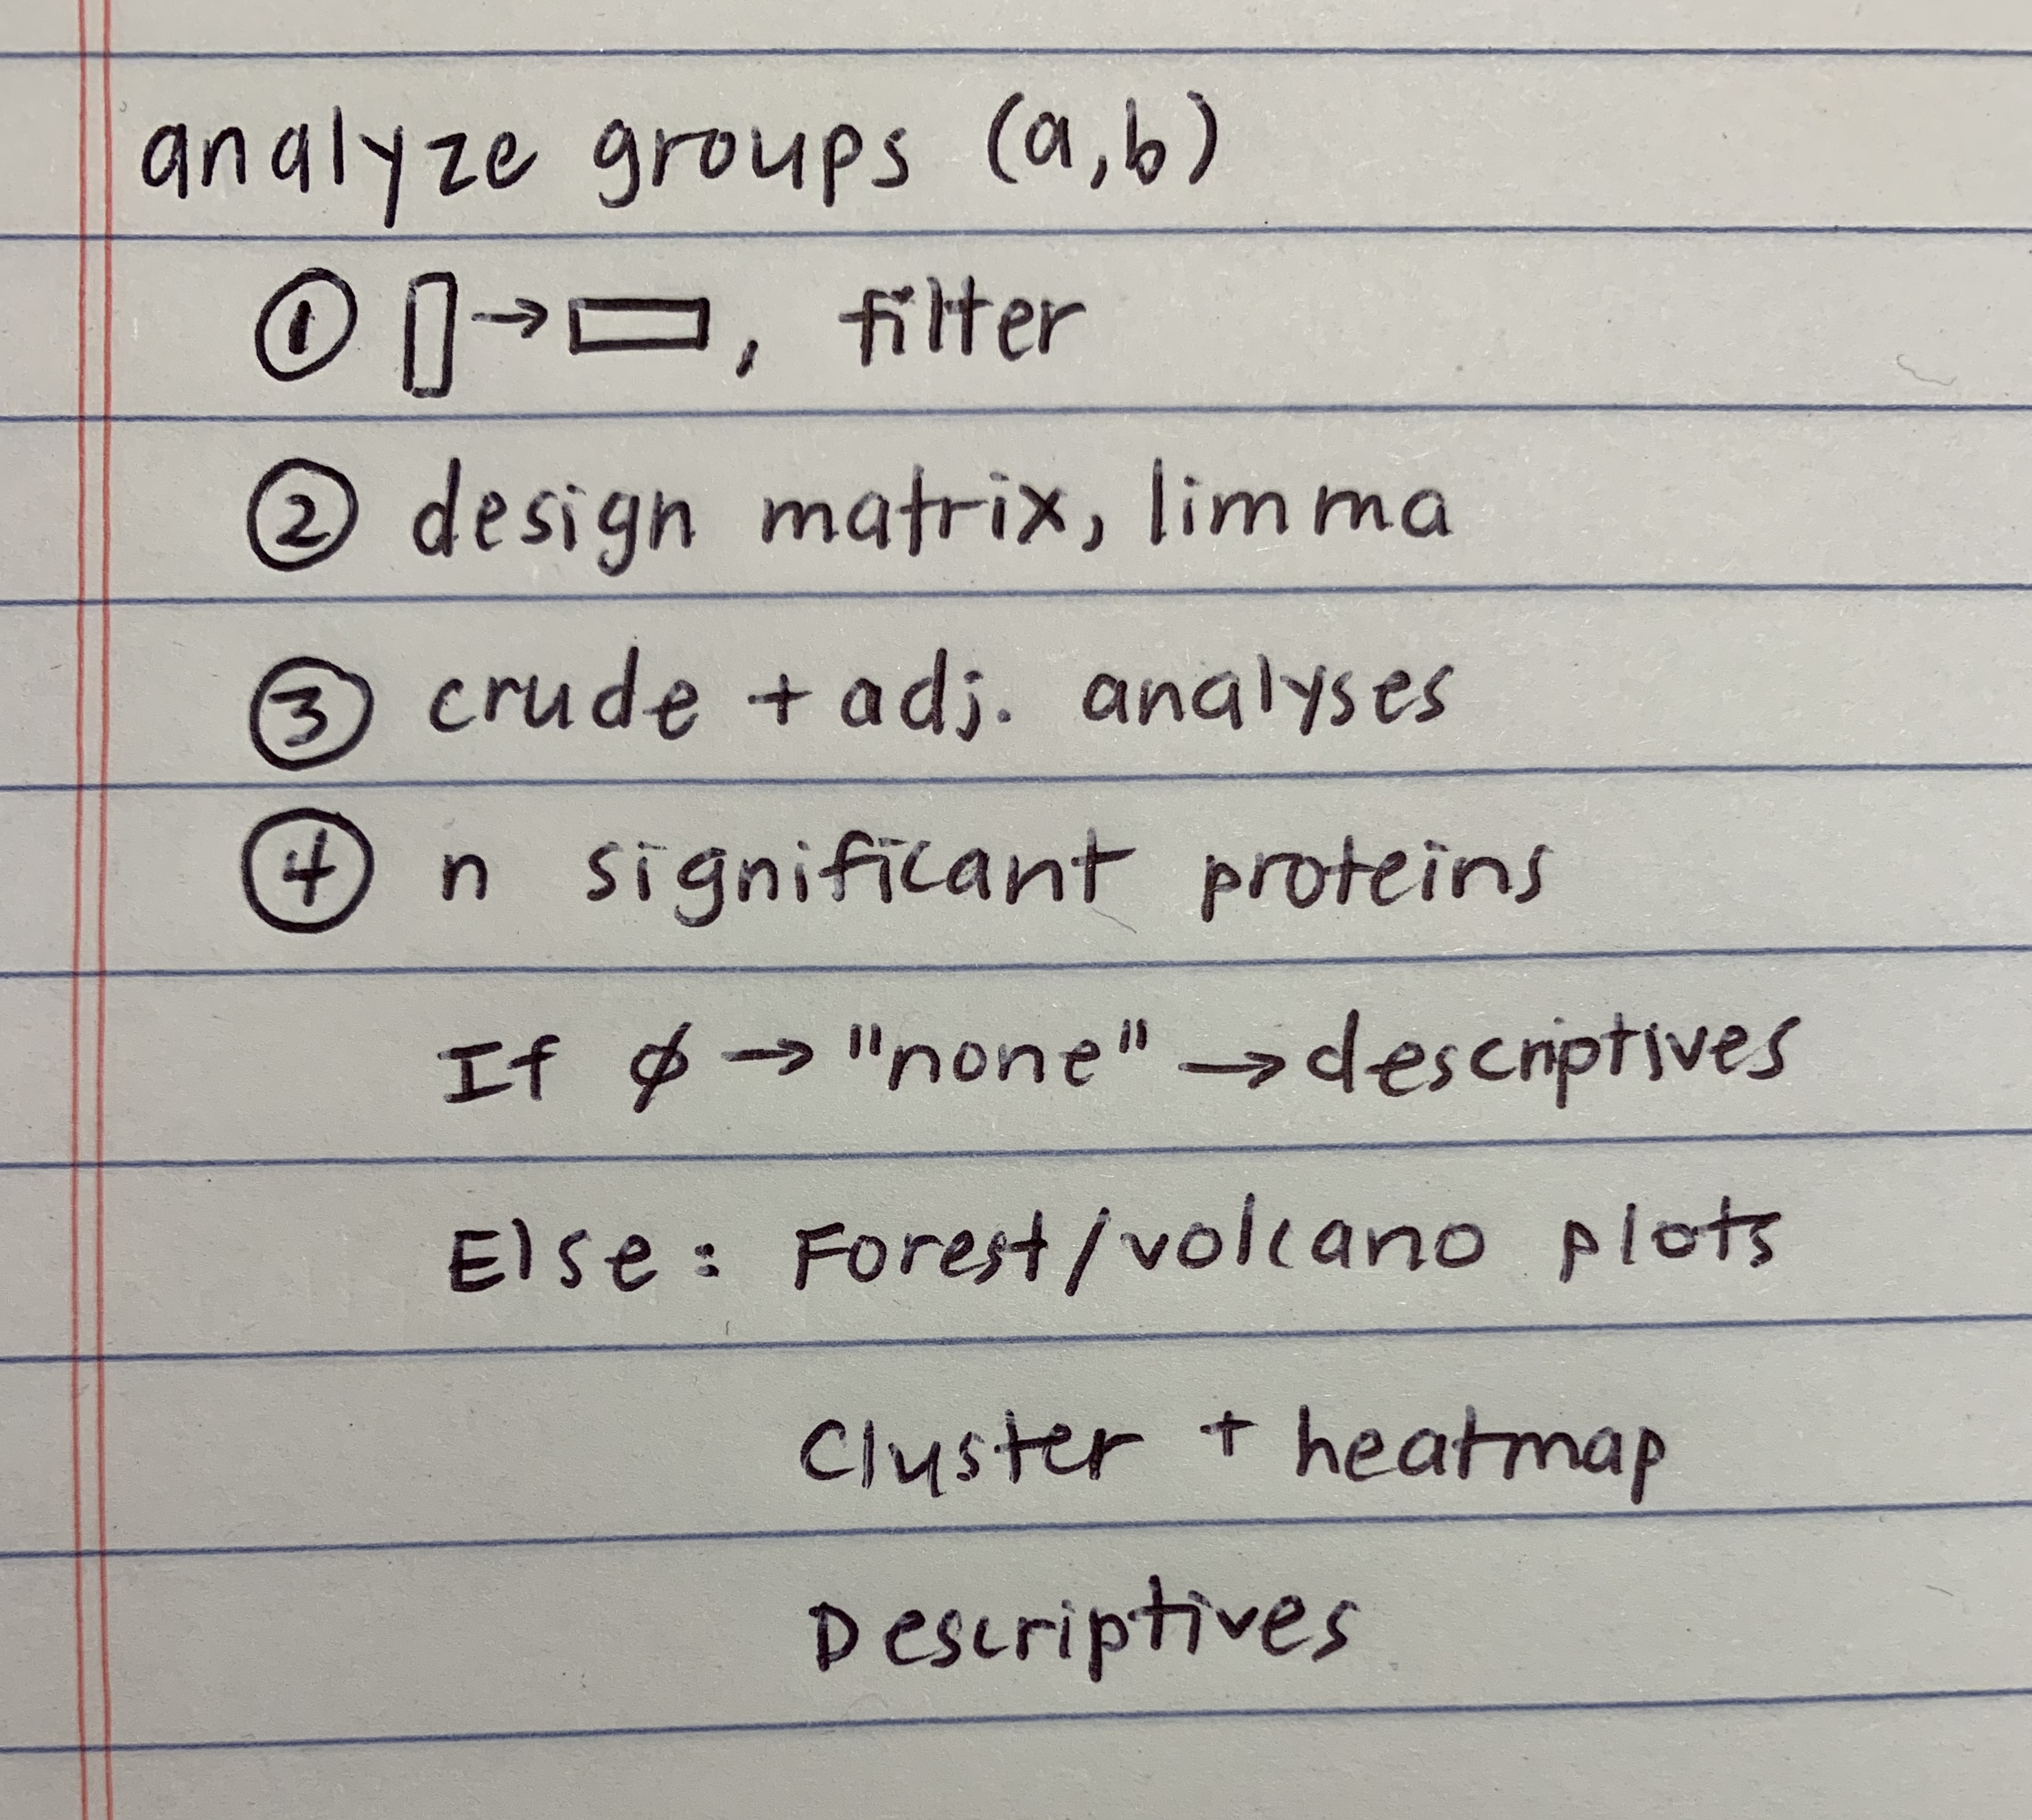 analyze groups (a,b)
① ▯→▭, filter
② design matrix, limma
③ crude + adj. analyses
④ n significant proteins
If ∅ → "none" → descriptives
Else: Forest/volcano plots
Cluster + heatmap
Descriptives